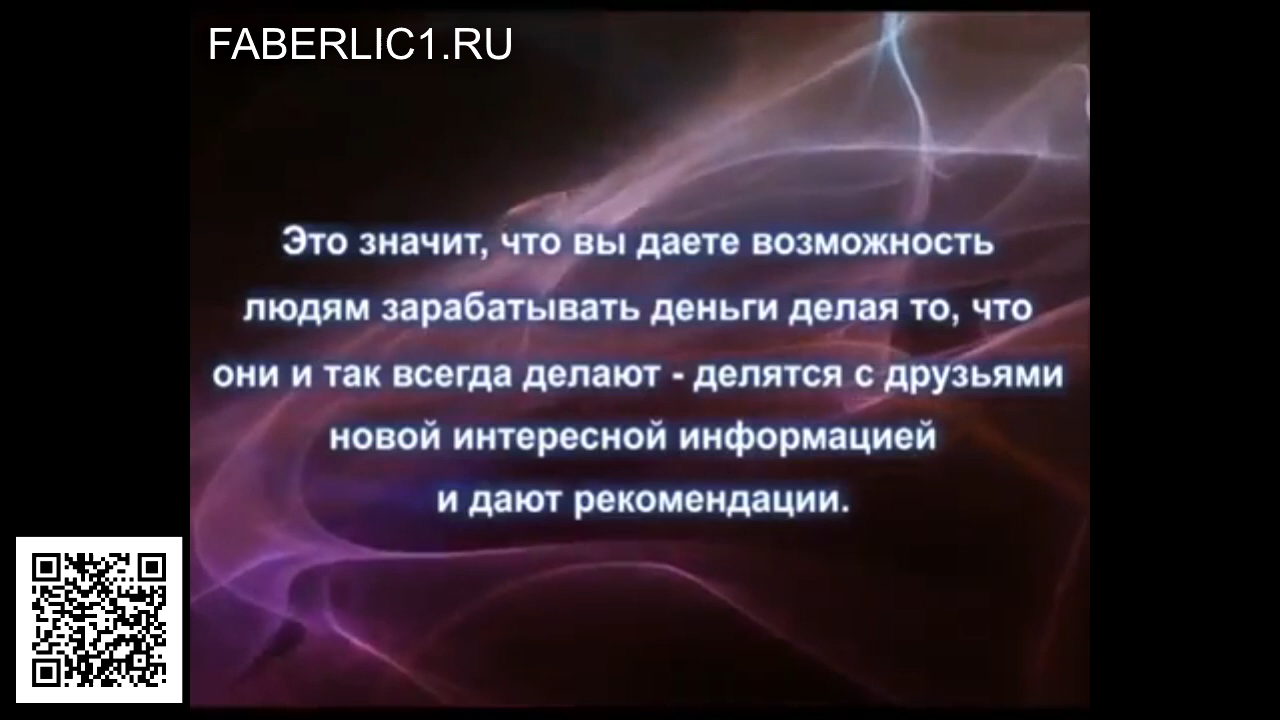 FABERLIC1.RU
Это значит, что вы даете возможность
людям зарабатывать деньги делая то, что
они и так всегда делают - делятся с друзьями
новой интересной информацией
и дают рекомендации.